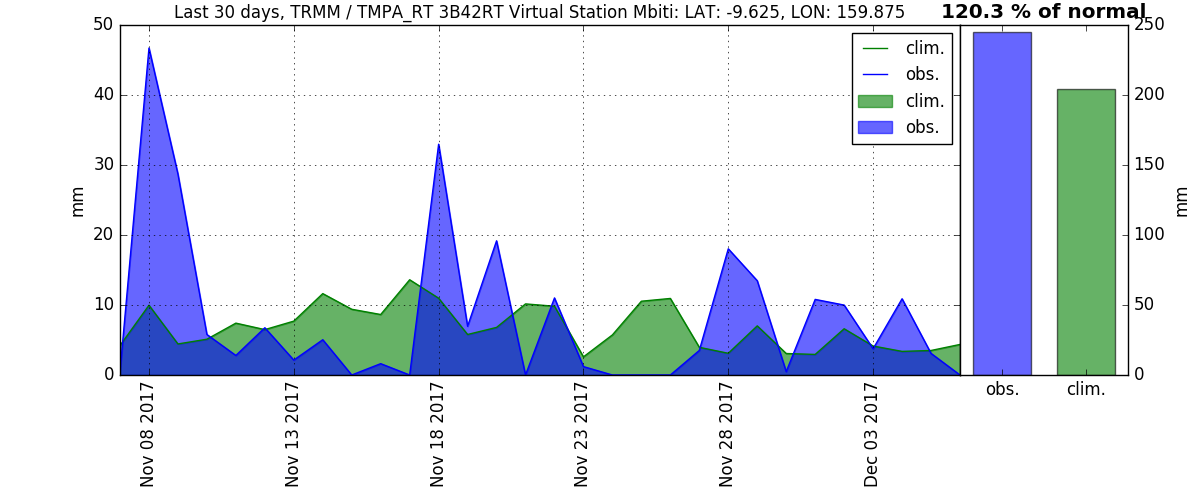 Last 30 days, TRMM / TMPA_RT 3B42RT Virtual Station Mbiti: LAT: -9.625, LON: 159.875
120.3 % of normal
50
40
30
20
10
0
mm
clim.
obs.
clim.
obs.
250
200
150
100
50
0
mm
obs.
clim.
Nov 08 2017
Nov 13 2017
Nov 18 2017
Nov 23 2017
Nov 28 2017
Dec 03 2017